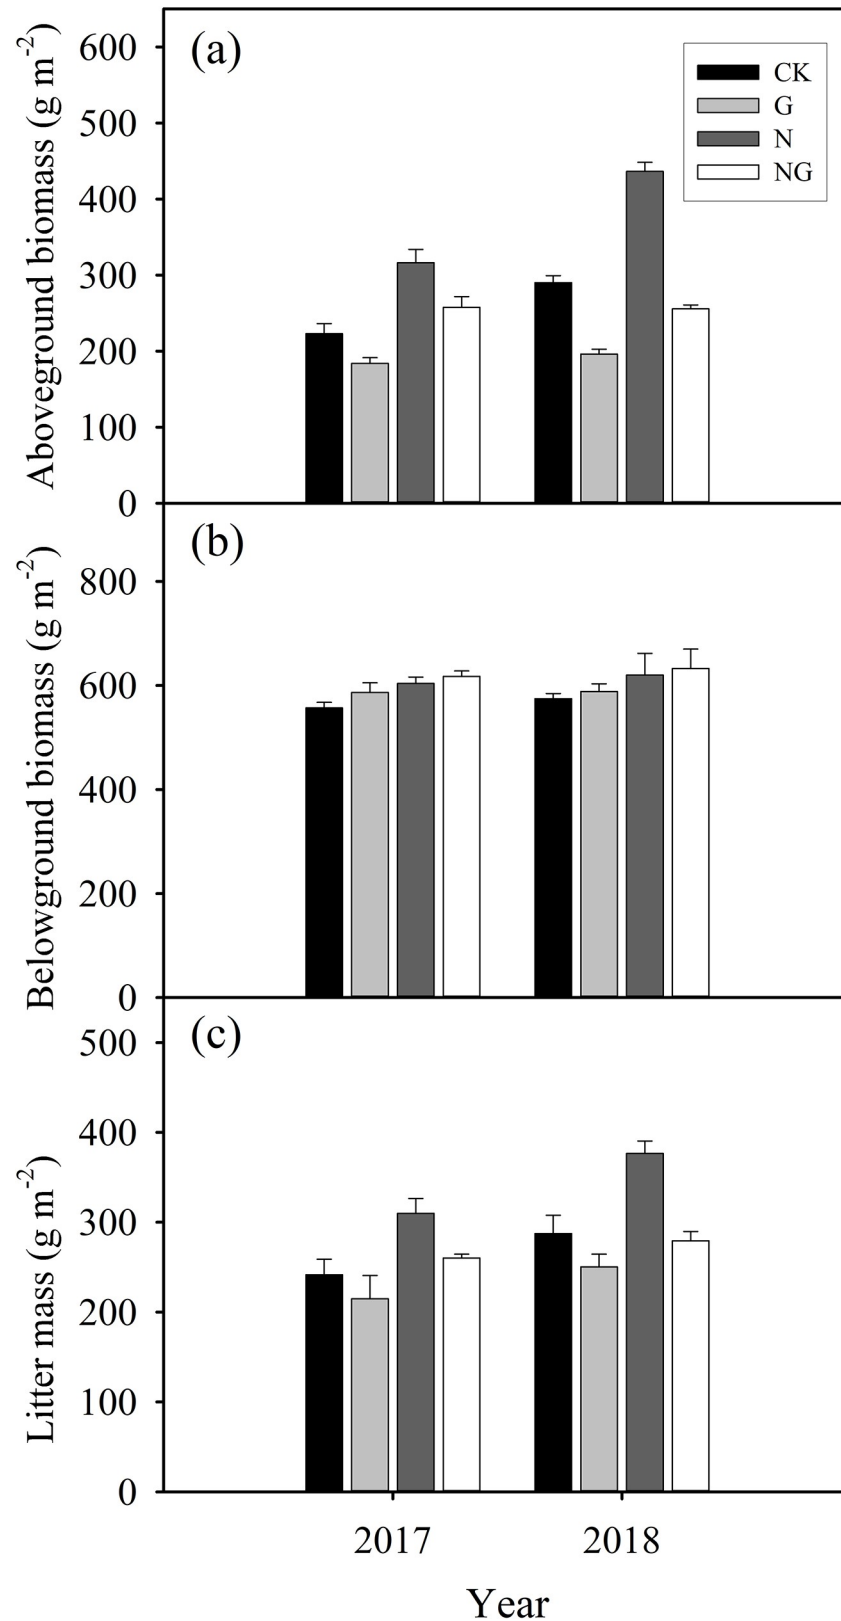 (a)
Aboveground biomass (g m-2)
600
500
400
300
200
100
0
CK
G
N
NG
(b)
Belowground biomass (g m-2)
800
600
400
200
0
(c)
Litter mass (g m-2)
500
400
300
200
100
0
2017 2018
Year